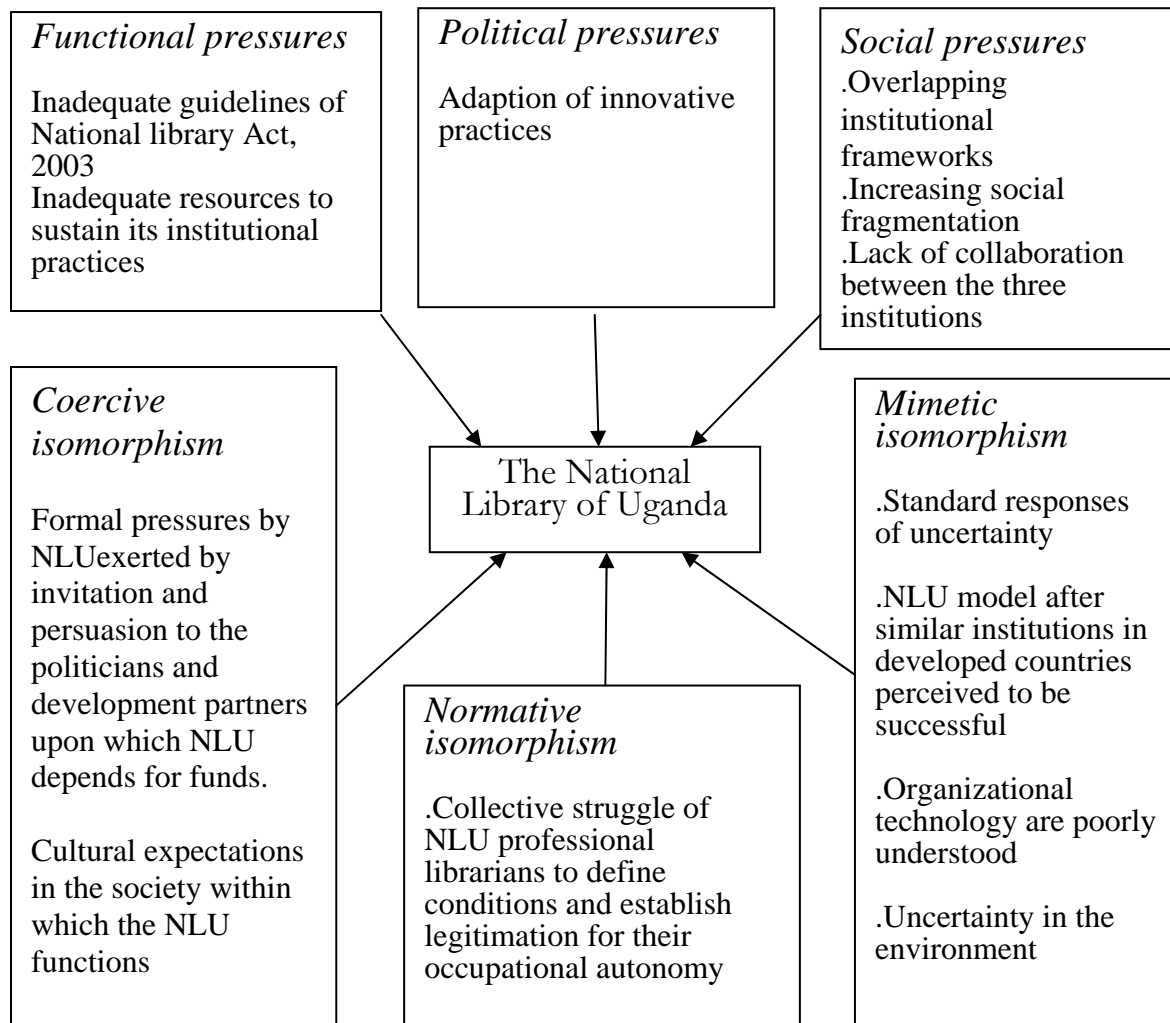 Functional pressures
Inadequate guidelines of
National library Act,
2003
Inadequate resources to
sustain its institutional
practices
Political pressures
Adaption of innovative
practices
Social pressures
.Overlapping
institutional
frameworks
.Increasing social
fragmentation
.Lack of collaboration
between the three
institutions
Coercive
isomorphism
Formal pressures by
NLUexerted by
invitation and
persuasion to the
politicians and
development partners
upon which NLU
depends for funds.
Cultural expectations
in the society within
which the NLU
functions
The National
Library of Uganda
Normative
isomorphism
.Collective struggle of
NLU professional
librarians to define
conditions and establish
legitimation for their
occupational autonomy
Mimetic
isomorphism
.Standard responses
of uncertainty
.NLU model after
similar institutions in
developed countries
perceived to be
successful
.Organizational
technology are poorly
understood
.Uncertainty in the
environment